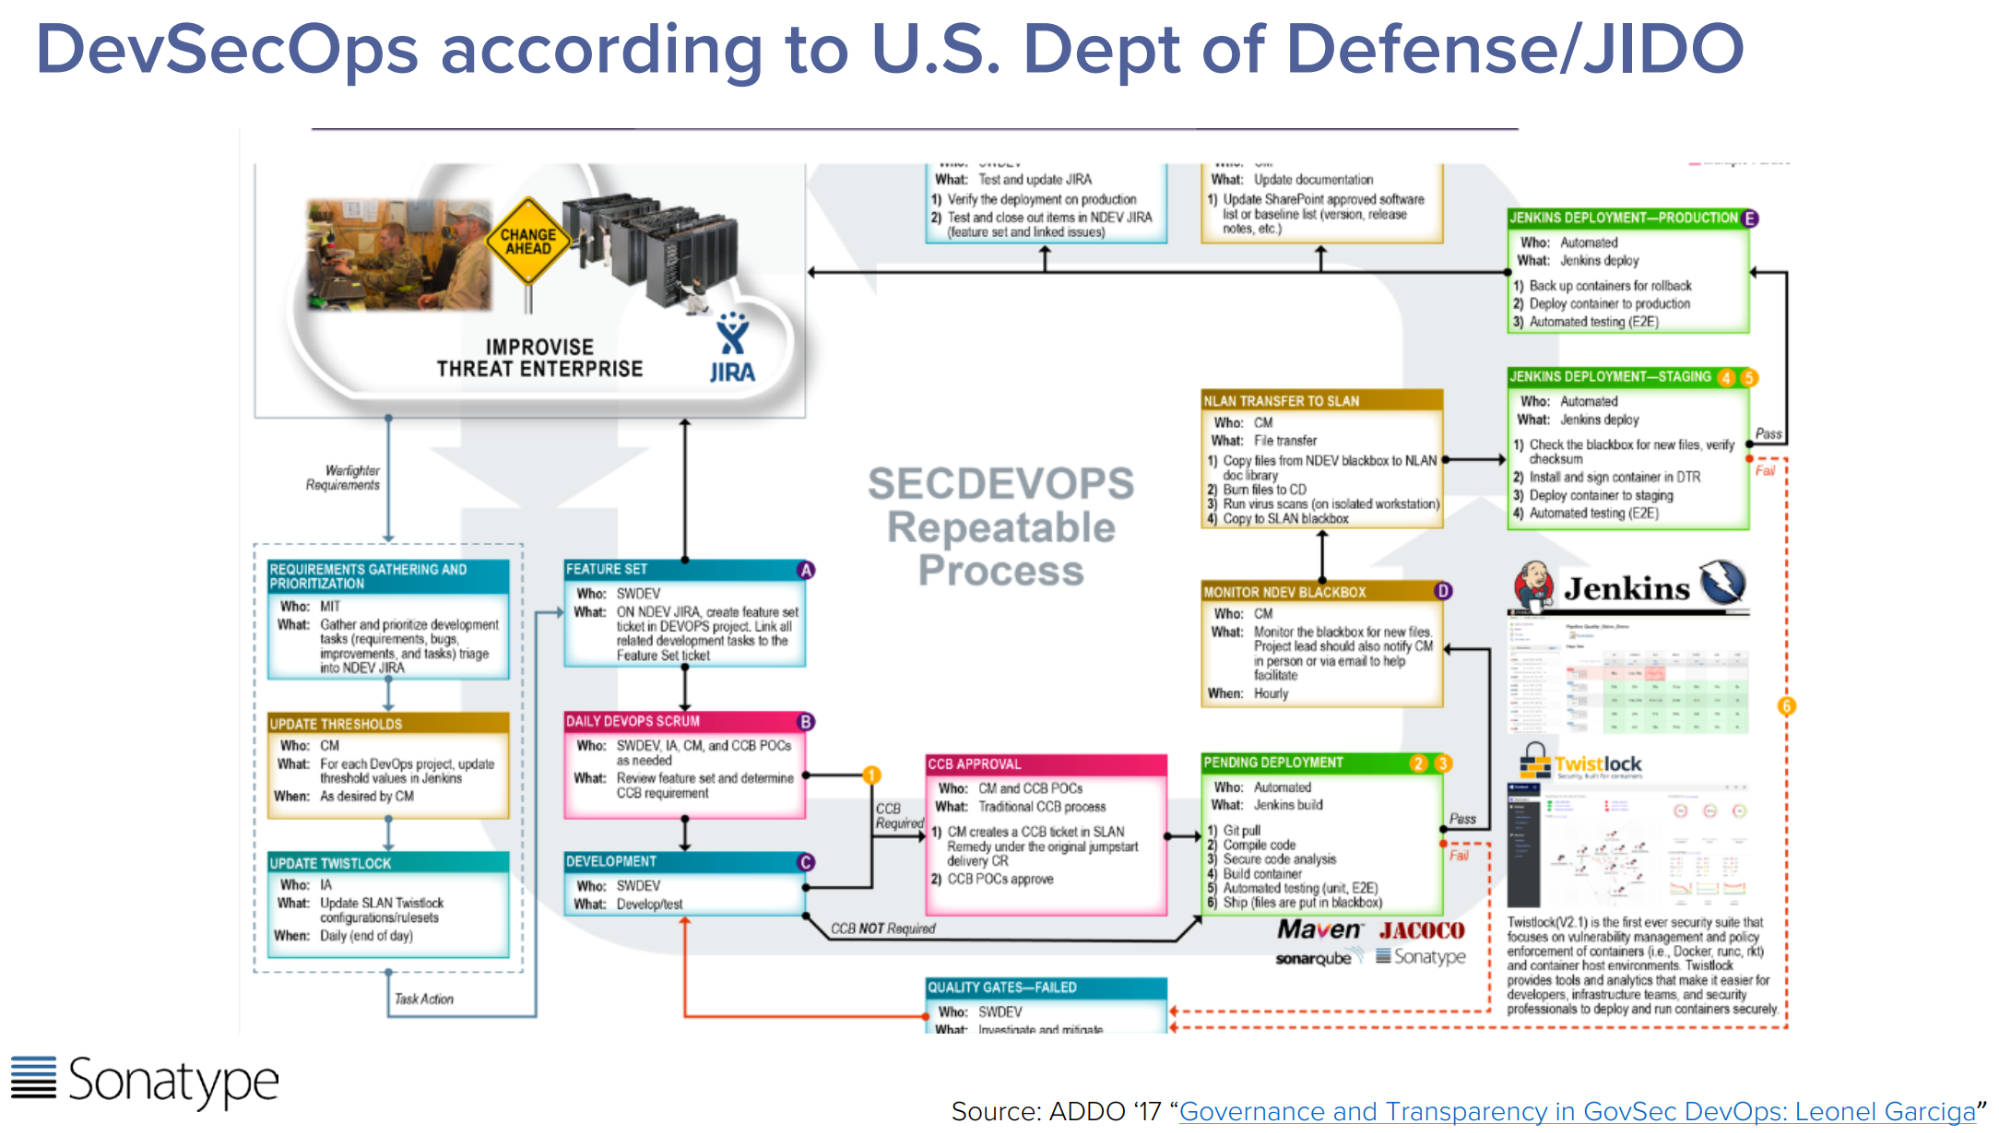 DevSecOps according to U.S. Dept of Defense/JIDO
CHANGE
AHEAD
IMPROVISE
THREAT ENTERPRISE
JIRA
What: Test and update JIRA
1) Verify the deployment on production
2) Test and close out items in NDEV JIRA
(feature set and linked issues)
What: Update documentation
1) Update SharePoint approved software
list or baseline list (version, release
notes, etc.)
JENKINS DEPLOYMENT—PRODUCTION E
Who: Automated
What: Jenkins deploy
1) Back up containers for rollback
2) Deploy container to production
3) Automated testing (E2E)
JENKINS DEPLOYMENT—STAGING 4 5
Who: Automated
What: Jenkins deploy
1) Check the blackbox for new files, verify
checksum
2) Install and sign container in DTR
3) Deploy container to staging
4) Automated testing (E2E)
Pass
Fail
6
NLAN TRANSFER TO SLAN
Who: CM
What: File transfer
1) Copy files from NDEV blackbox to NLAN
doc library
2) Burn files to CD
3) Run virus scans (on isolated workstation)
4) Copy to SLAN blackbox
SECDEVOPS
Repeatable
Process
Warfighter
Requirements
REQUIREMENTS GATHERING AND
PRIORITIZATION
Who: MIT
What: Gather and prioritize development
tasks (requirements, bugs,
improvements, and tasks) triage
into NDEV JIRA
UPDATE THRESHOLDS
Who: CM
What: For each DevOps project, update
threshold values in Jenkins
When: As desired by CM
UPDATE TWISTLOCK
Who: IA
What: Update SLAN Twistlock
configurations/rulesets
When: Daily (end of day)
Task Action
FEATURE SET A
Who: SWDEV
What: ON NDEV JIRA, create feature set
ticket in DEVOPS project. Link all
related development tasks to the
Feature Set ticket
DAILY DEVOPS SCRUM B
Who: SWDEV, IA, CM, and CCB POCs
as needed
What: Review feature set and determine
CCB requirement
1
DEVELOPMENT C
Who: SWDEV
What: Develop/test
CCB
Required
CCB NOT Required
CCB APPROVAL
Who: CM and CCB POCs
What: Traditional CCB process
1) CM creates a CCB ticket in SLAN
Remedy under the original jumpstart
delivery CR
2) CCB POCs approve
MONITOR NDEV BLACKBOX D
Who: CM
What: Monitor the blackbox for new files.
Project lead should also notify CM
in person or via email to help
facilitate
When: Hourly
PENDING DEPLOYMENT 2 3
Who: Automated
What: Jenkins build
1) Git pull
2) Compile code
3) Secure code analysis
4) Build container
5) Automated testing (unit, E2E)
6) Ship (files are put in blackbox)
Pass
Fail
Maven JACOCO
sonarqube Sonatype
QUALITY GATES—FAILED
Who: SWDEV
What: Investigate and mitigate
Jenkins
Twistlock
Security, built for containers
Twistlock(V2.1) is the first ever security suite that
focuses on vulnerability management and policy
enforcement of containers (i.e., Docker, runc, rkt)
and container host environments. Twistlock
provides tools and analytics that make it easier for
developers, infrastructure teams, and security
professionals to deploy and run containers securely.
Sonatype
Source: ADDO ‘17 “Governance and Transparency in GovSec DevOps: Leonel Garciga”